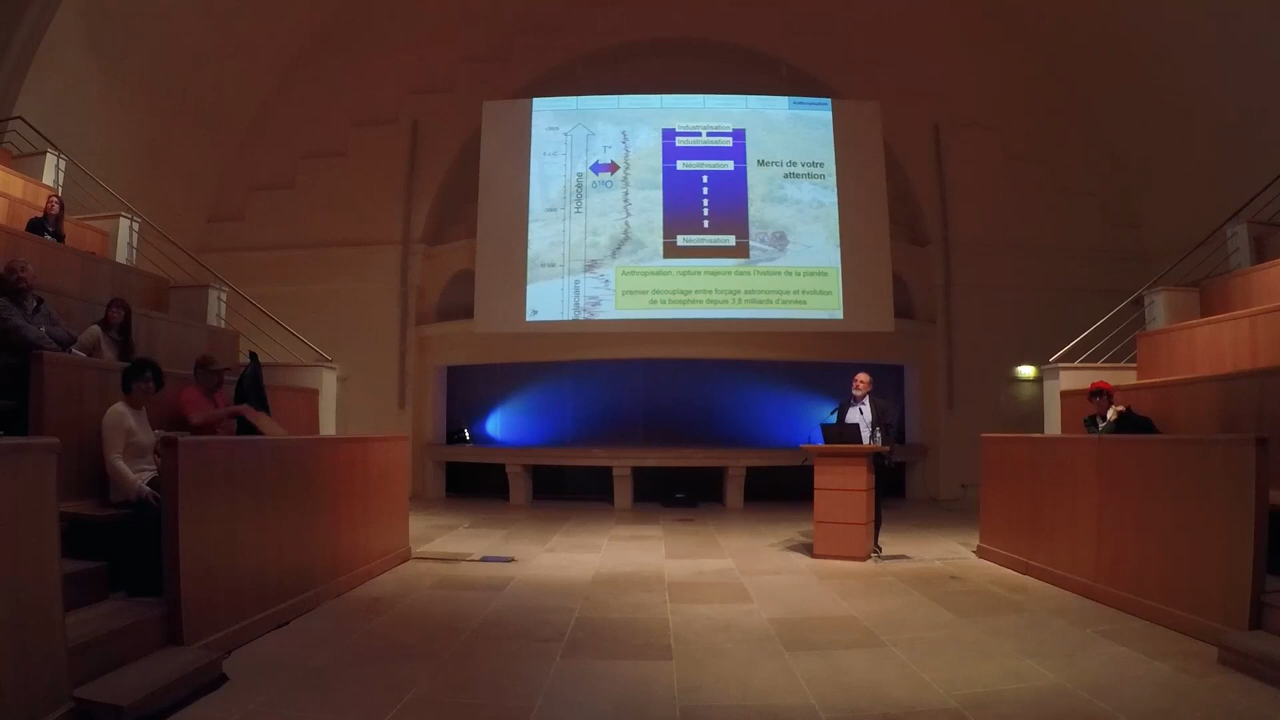 Anthropisation
Industrialisation
Industrialisation
Néolithisation
Néolithisation
T°
δ¹⁸O
Holocène
Merci de votre
attention
Anthropisation, rupture majeure dans l'histoire de la planète
premier découplage entre forçage astronomique et évolution
de la biosphère depuis 3,8 milliards d'années